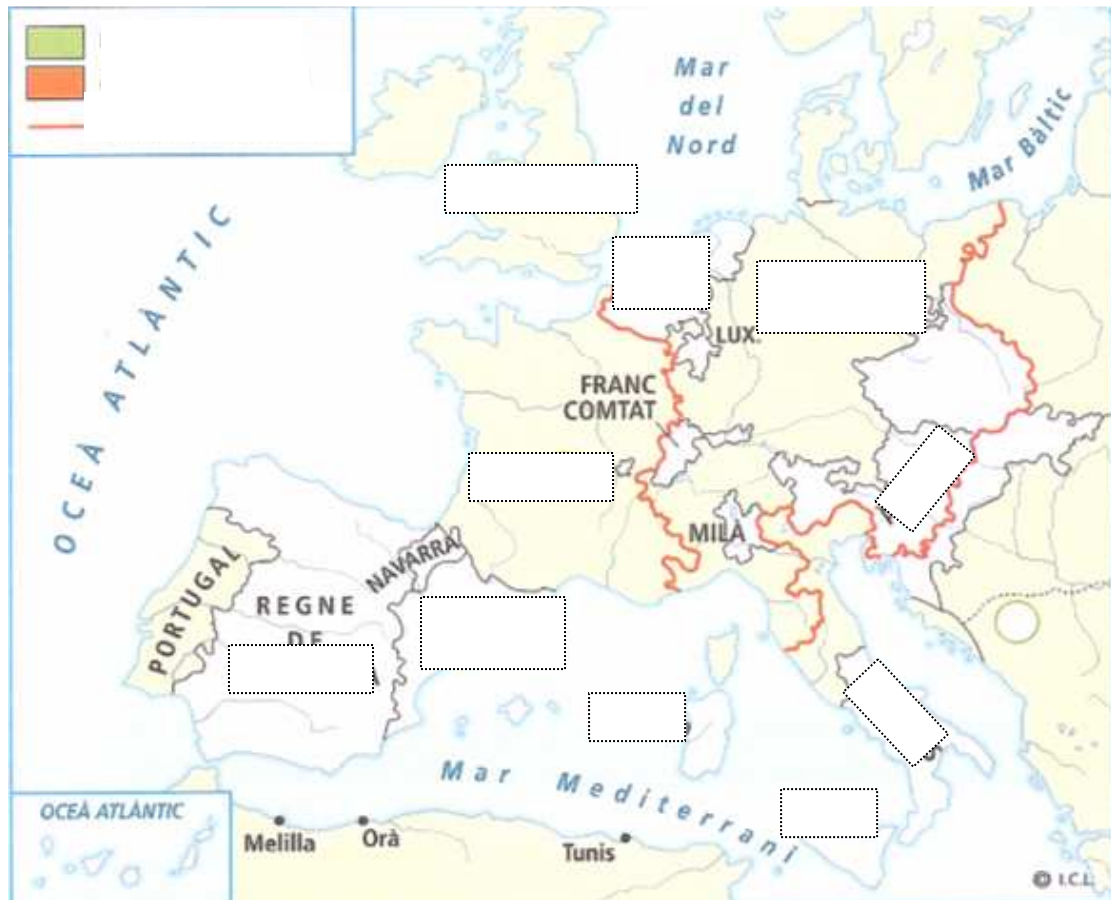 Mar
del
Nord
Mar Bàltic
OCEÀ ATLÀNTIC
LUX.
FRANC
COMTAT
MILÀ
NAVARRA
PORTUGAL
REGNE
DE
Mar Mediterrani
OCEÀ ATLÀNTIC
Melilla
Orà
Tunis
© I.C.L.